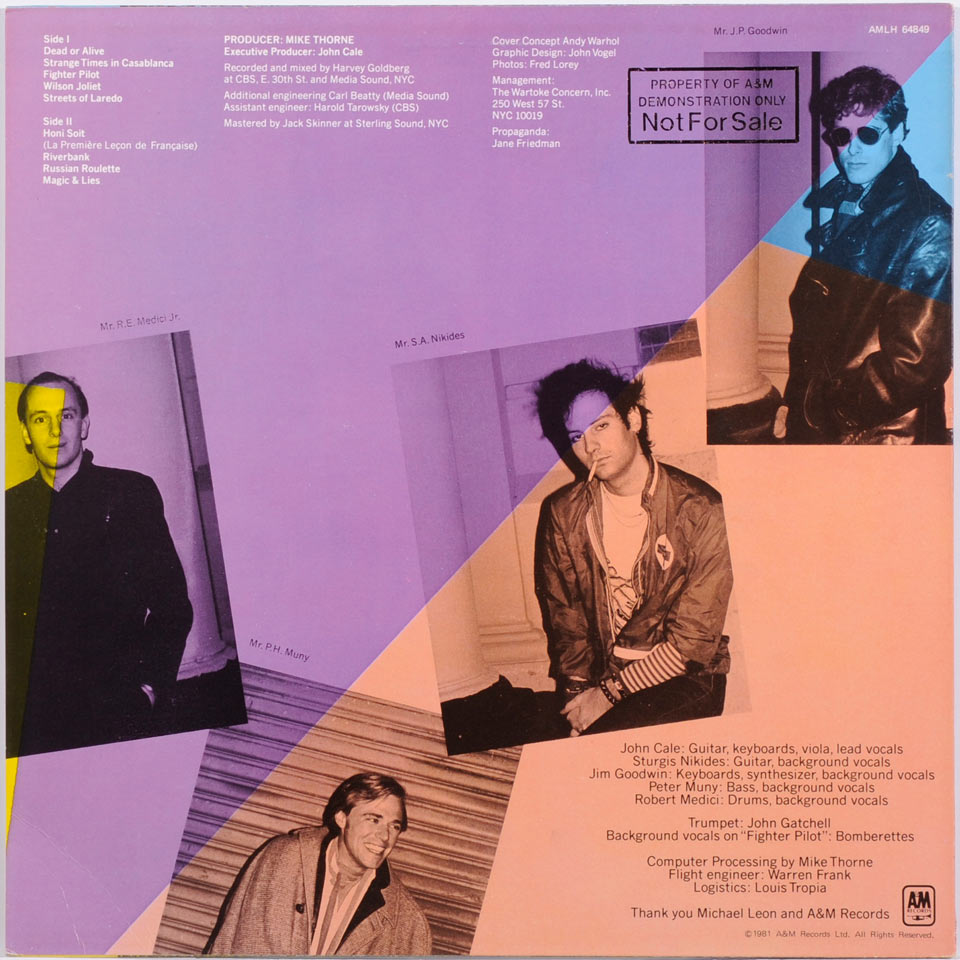 Side I
Dead or Alive
Strange Times in Casablanca
Fighter Pilot
Wilson Joliet
Streets of Laredo
Side II
Honi Soit
(La Première Leçon de Française)
Riverbank
Russian Roulette
Magic & Lies
PRODUCER: MIKE THORNE
Executive Producer: John Cale
Recorded and mixed by Harvey Goldberg
at CBS, E. 30th St. and Media Sound, NYC
Additional engineering Carl Beatty (Media Sound)
Assistant engineer: Harold Tarowsky (CBS)
Mastered by Jack Skinner at Sterling Sound, NYC
Cover Concept Andy Warhol
Graphic Design: John Vogel
Photos: Fred Lorey
Management:
The Wartoke Concern, Inc.
250 West 57 St.
NYC 10019
Propaganda:
Jane Friedman
Mr. J.P. Goodwin
AMLH 64849
PROPERTY OF A&M
DEMONSTRATION ONLY
Not For Sale
Mr. R.E. Medici Jr.
Mr. S.A. Nikides
Mr. P.H. Muny
John Cale: Guitar, keyboards, viola, lead vocals
Sturgis Nikides: Guitar, background vocals
Jim Goodwin: Keyboards, synthesizer, background vocals
Peter Muny: Bass, background vocals
Robert Medici: Drums, background vocals
Trumpet: John Gatchell
Background vocals on "Fighter Pilot": Bomberettes
Computer Processing by Mike Thorne
Flight engineer: Warren Frank
Logistics: Louis Tropia
Thank you Michael Leon and A&M Records
AM
RECORDS
©1981 A&M Records Ltd. All Rights Reserved.